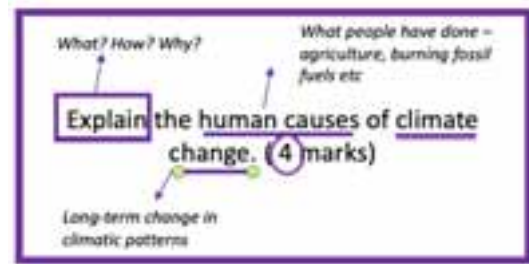 What? How? Why?
What people have done –
agriculture, burning fossil
fuels etc
Explain the human causes of climate
change. (4 marks)
Long-term change in
climatic patterns